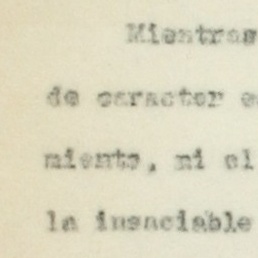 Mientras
de caracter e
miento, ni el
la insaciable